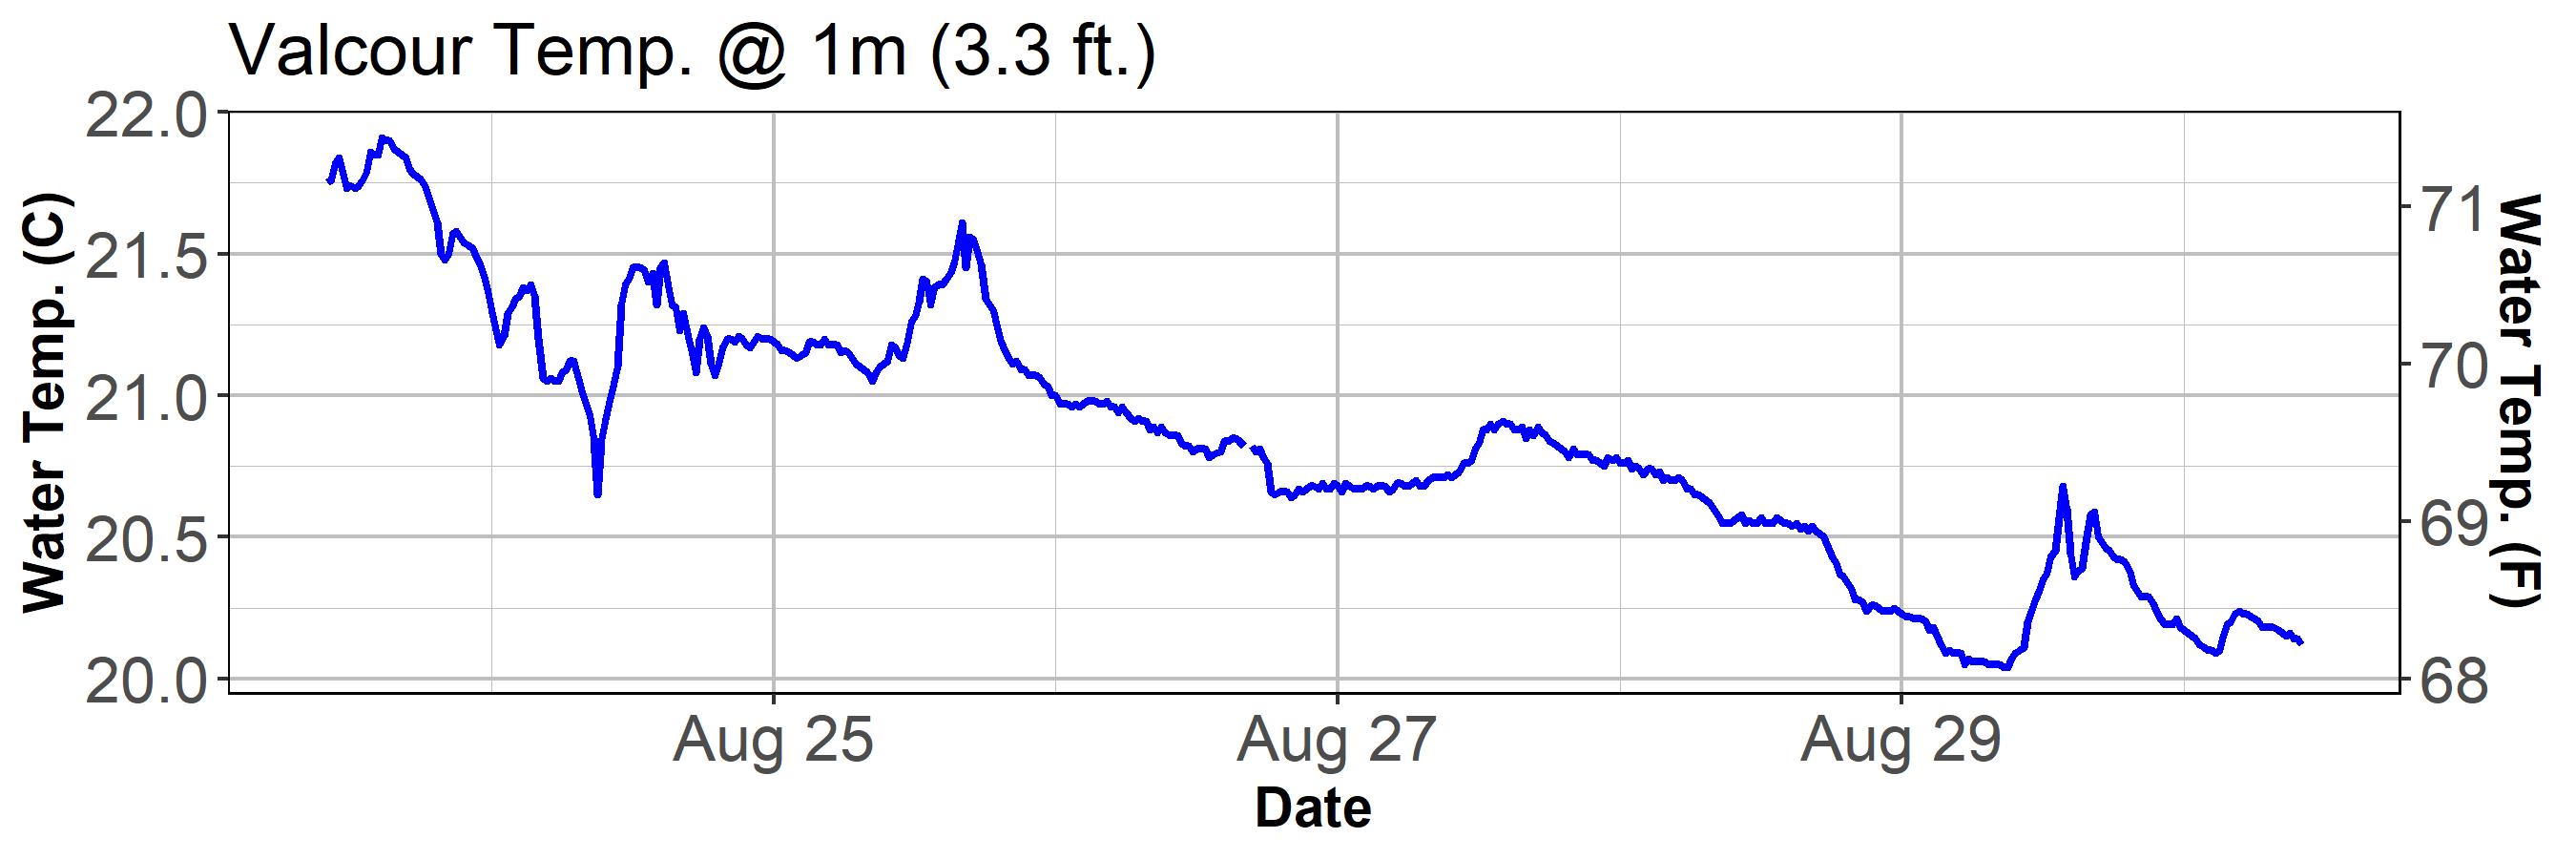 Valcour Temp. @ 1m (3.3 ft.)
22.0
21.5
21.0
20.5
20.0
Water Temp. (C)
71
70
69
68
Water Temp. (F)
Aug 25
Aug 27
Aug 29
Date